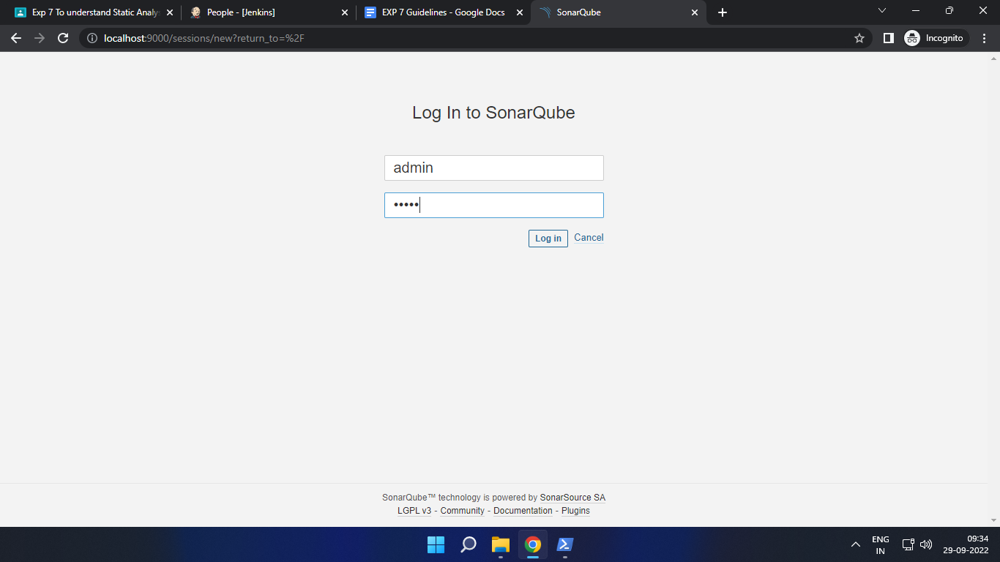 Exp 7 To understand Static Analys
People - [Jenkins]
EXP 7 Guidelines - Google Docs
SonarQube
localhost:9000/sessions/new?return_to=%2F
Incognito
Log In to SonarQube
admin
•••••
Log in Cancel
SonarQube™ technology is powered by SonarSource SA
LGPL v3 - Community - Documentation - Plugins
ENG
IN
09:34
29-09-2022